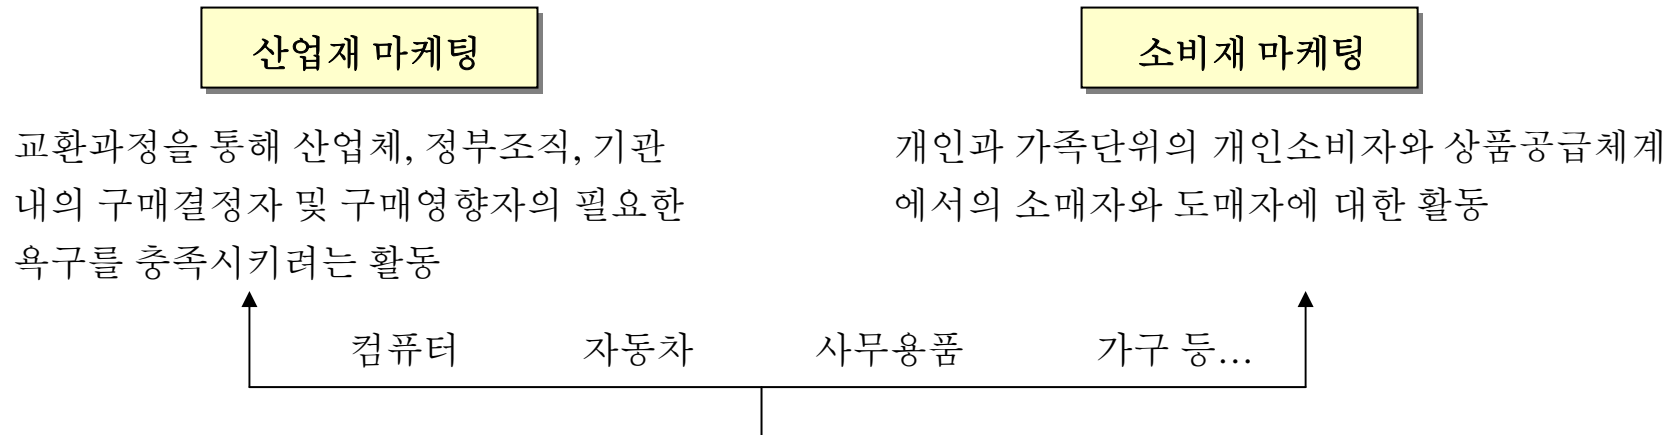 산업재 마케팅
소비재 마케팅
교환과정을 통해 산업체, 정부조직, 기관
내의 구매결정자 및 구매영향자의 필요한
욕구를 충족시키려는 활동
개인과 가족단위의 개인소비자와 상품공급체계
에서의 소매자와 도매자에 대한 활동
컴퓨터 자동차 사무용품 가구 등…